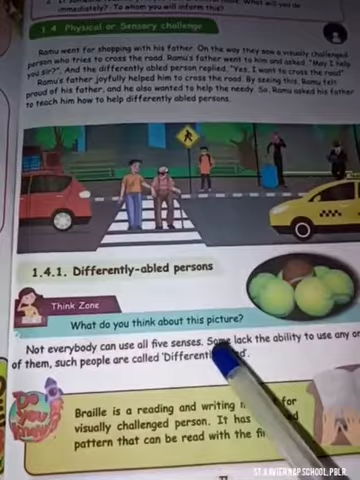 immediately? To whom you will inform this?
1.4 Physical or Sensory challenge
Ramu went for shopping with his father. On the way they saw a visually challenged
person who tries to cross the road. Ramu's father went to him and asked, "May I help
you sir?". And the differently abled person replied, "Yes, I want to cross the road"
Ramu's father joyfully helped him to cross the road. By seeing this, Ramu felt
proud of his father, and he also wanted to help the needy. So, Ramu asked his father
to teach him how to help differently abled persons.
1.4.1. Differently-abled persons
Think Zone
What do you think about this picture?
Not everybody can use all five senses. Some lack the ability to use any
of them, such people are called
Do you know?
Braille is a reading and writing for
visually challenged person. It has
pattern that can be read with the
ST.XAVIER N&P.SCHOOL.PBLR.